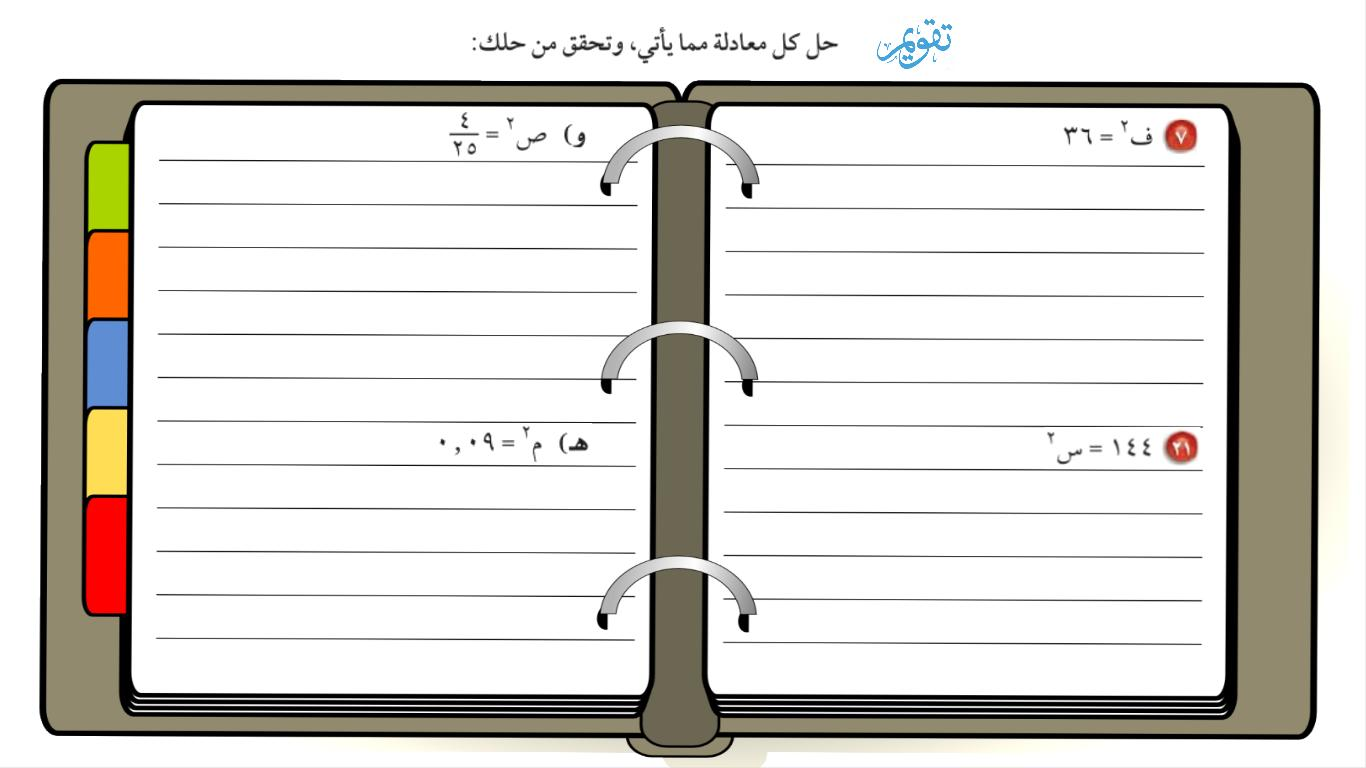 تقويم
حل كل معادلة مما يأتي، وتحقق من حلك:
٧ ف٢ = ٣٦
٢١ ١٤٤ = س٢
و) ص٢ = ٤/٢٥
هـ) م٢ = ٠,٠٩